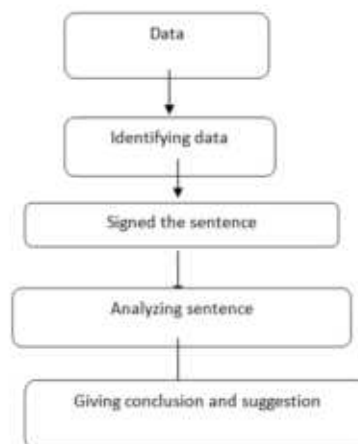 Data
Identifying data
Signed the sentence
Analyzing sentence
Giving conclusion and suggestion